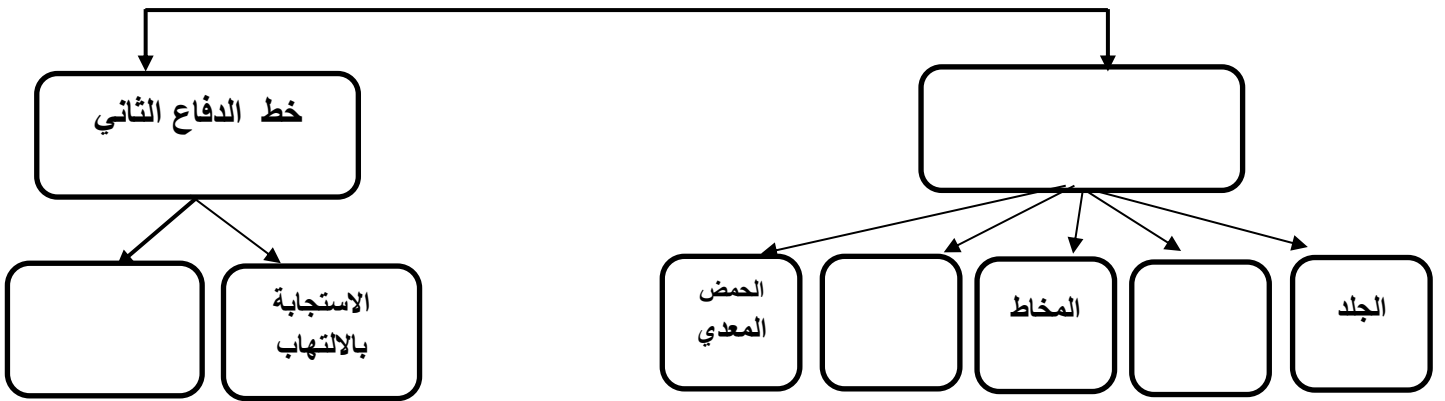 خط الدفاع الثاني
الجلد
المخاط
الحمض
المعدي
الاستجابة
بالالتهاب